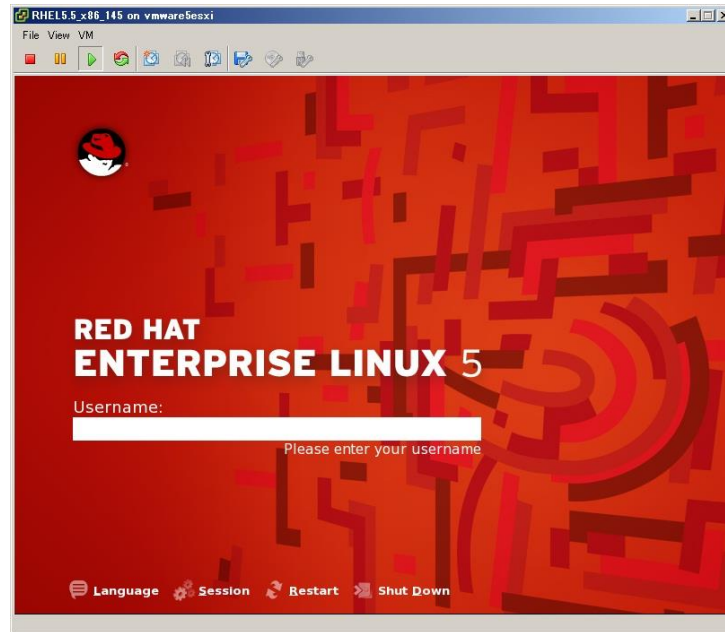 RHEL5.5_x86_145 on vmware5esxi
File View VM
RED HAT
ENTERPRISE LINUX 5
Username:
Please enter your username
Language Session Restart Shut Down